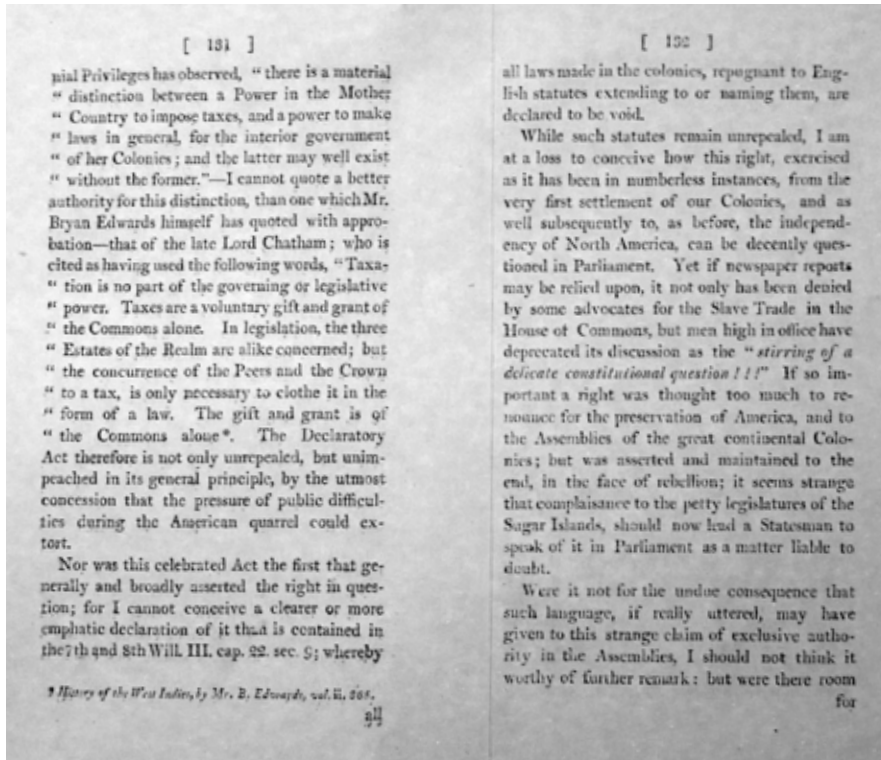 [ 131 ]
nial Privileges has observed, “ there is a material
“ distinction between a Power in the Mother
“ Country to impose taxes, and a power to make
“ laws in general, for the interior government
“ of her Colonies; and the latter may well exist
“ without the former.”—I cannot quote a better
authority for this distinction, than one which Mr.
Bryan Edwards himself has quoted with appro-
bation—that of the late Lord Chatham; who is
cited as having used the following words, “ Taxa-
“ tion is no part of the governing or legislative
“ power. Taxes are a voluntary gift and grant of
“ the Commons alone. In legislation, the three
“ Estates of the Realm are alike concerned; but
“ the concurrence of the Peers and the Crown
“ to a tax, is only necessary to clothe it in the
“ form of a law. The gift and grant is of
“ the Commons alone*. The Declaratory
Act therefore is not only unrepealed, but unim-
peached in its general principle, by the utmost
concession that the pressure of public difficul-
ties during the American quarrel could ex-
tort.
Nor was this celebrated Act the first that ge-
nerally and broadly asserted the right in ques-
tion; for I cannot conceive a clearer or more
emphatic declaration of it than is contained in
the 7th and 8th Will. III. cap. 22. sec. 9; whereby
* History of the West Indies, by Mr. B. Edwards, vol. ii.
all
[ 132 ]
all laws made in the colonies, repugnant to Eng-
lish statutes extending to or naming them, are
declared to be void.
While such statutes remain unrepealed, I am
at a loss to conceive how this right, exercised
as it has been in numberless instances, from the
very first settlement of our Colonies, and as
well subsequently to, as before, the independ-
ency of North America, can be decently ques-
tioned in Parliament. Yet if newspaper reports
may be relied upon, it not only has been denied
by some advocates for the Slave Trade in the
House of Commons, but men high in office have
deprecated its discussion as the “ stirring of a
delicate constitutional question ! ! !” If so im-
portant a right was thought too much to re-
nounce for the preservation of America, and to
the Assemblies of the great continental Colo-
nies; but was asserted and maintained to the
end, in the face of rebellion; it seems strange
that complaisance to the petty legislatures of the
Sugar Islands, should now lead a Statesman to
speak of it in Parliament as a matter liable to
doubt.
Were it not for the undue consequence that
such language, if really uttered, may have
given to this strange claim of exclusive autho-
rity in the Assemblies, I should not think it
worthy of further remark: but were there room
for